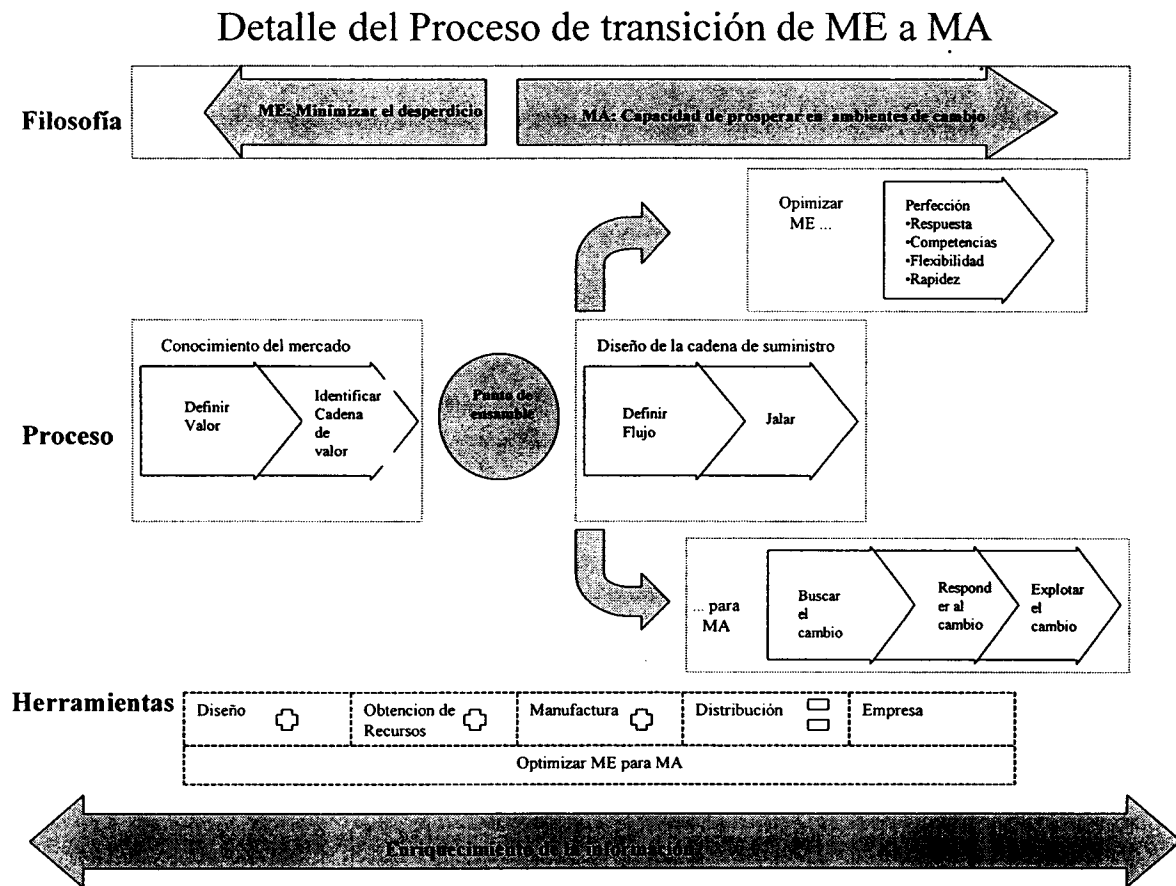 Detalle del Proceso de transición de ME a MA
Filosofía
ME: Minimizar el desperdicio
MA: Capacidad de prosperar en ambientes de cambio
Opimizar
ME ...
Perfección
•Respuesta
•Competencias
•Flexibilidad
•Rapidez
Proceso
Conocimiento del mercado
Definir
Valor
Identificar
Cadena
de
valor
Punto de
ensamble
Diseño de la cadena de suministro
Definir
Flujo
Jalar
... para
MA
Buscar
el
cambio
Respond
er al
cambio
Explotar
el
cambio
Herramientas
Diseño
Obtencion de
Recursos
Manufactura
Distribución
Empresa
Optimizar ME para MA
Enriquecimiento de la información